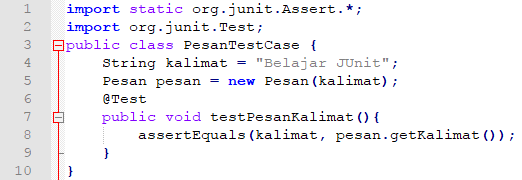 1 import static org.junit.Assert.*;
2 import org.junit.Test;
3 public class PesanTestCase {
4 String kalimat = "Belajar JUnit";
5 Pesan pesan = new Pesan(kalimat);
6 @Test
7 public void testPesanKalimat(){
8 assertEquals(kalimat, pesan.getKalimat());
9 }
10 }